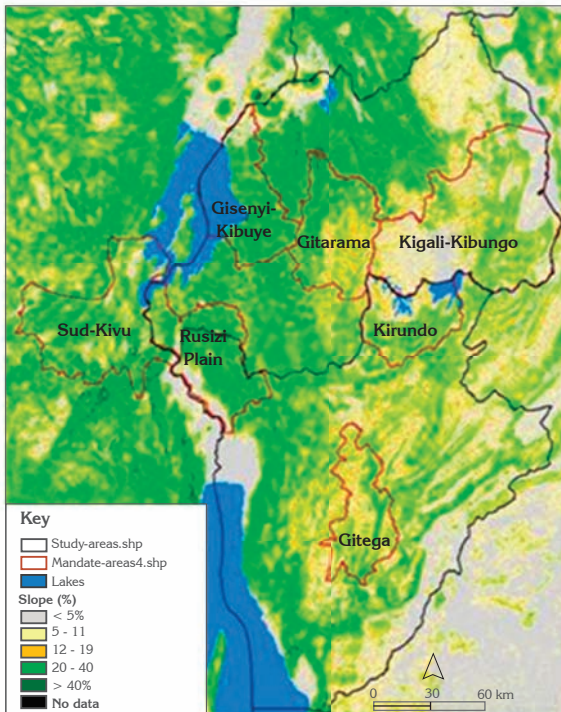 Gisenyi-
Kibuye
Gitarama
Kigali-Kibungo
Sud-Kivu
Rusizi
Plain
Kirundo
Gitega
Key
Study-areas.shp
Mandate-areas4.shp
Lakes
Slope (%)
< 5%
5 - 11
12 - 19
20 - 40
> 40%
No data
0 30 60 km